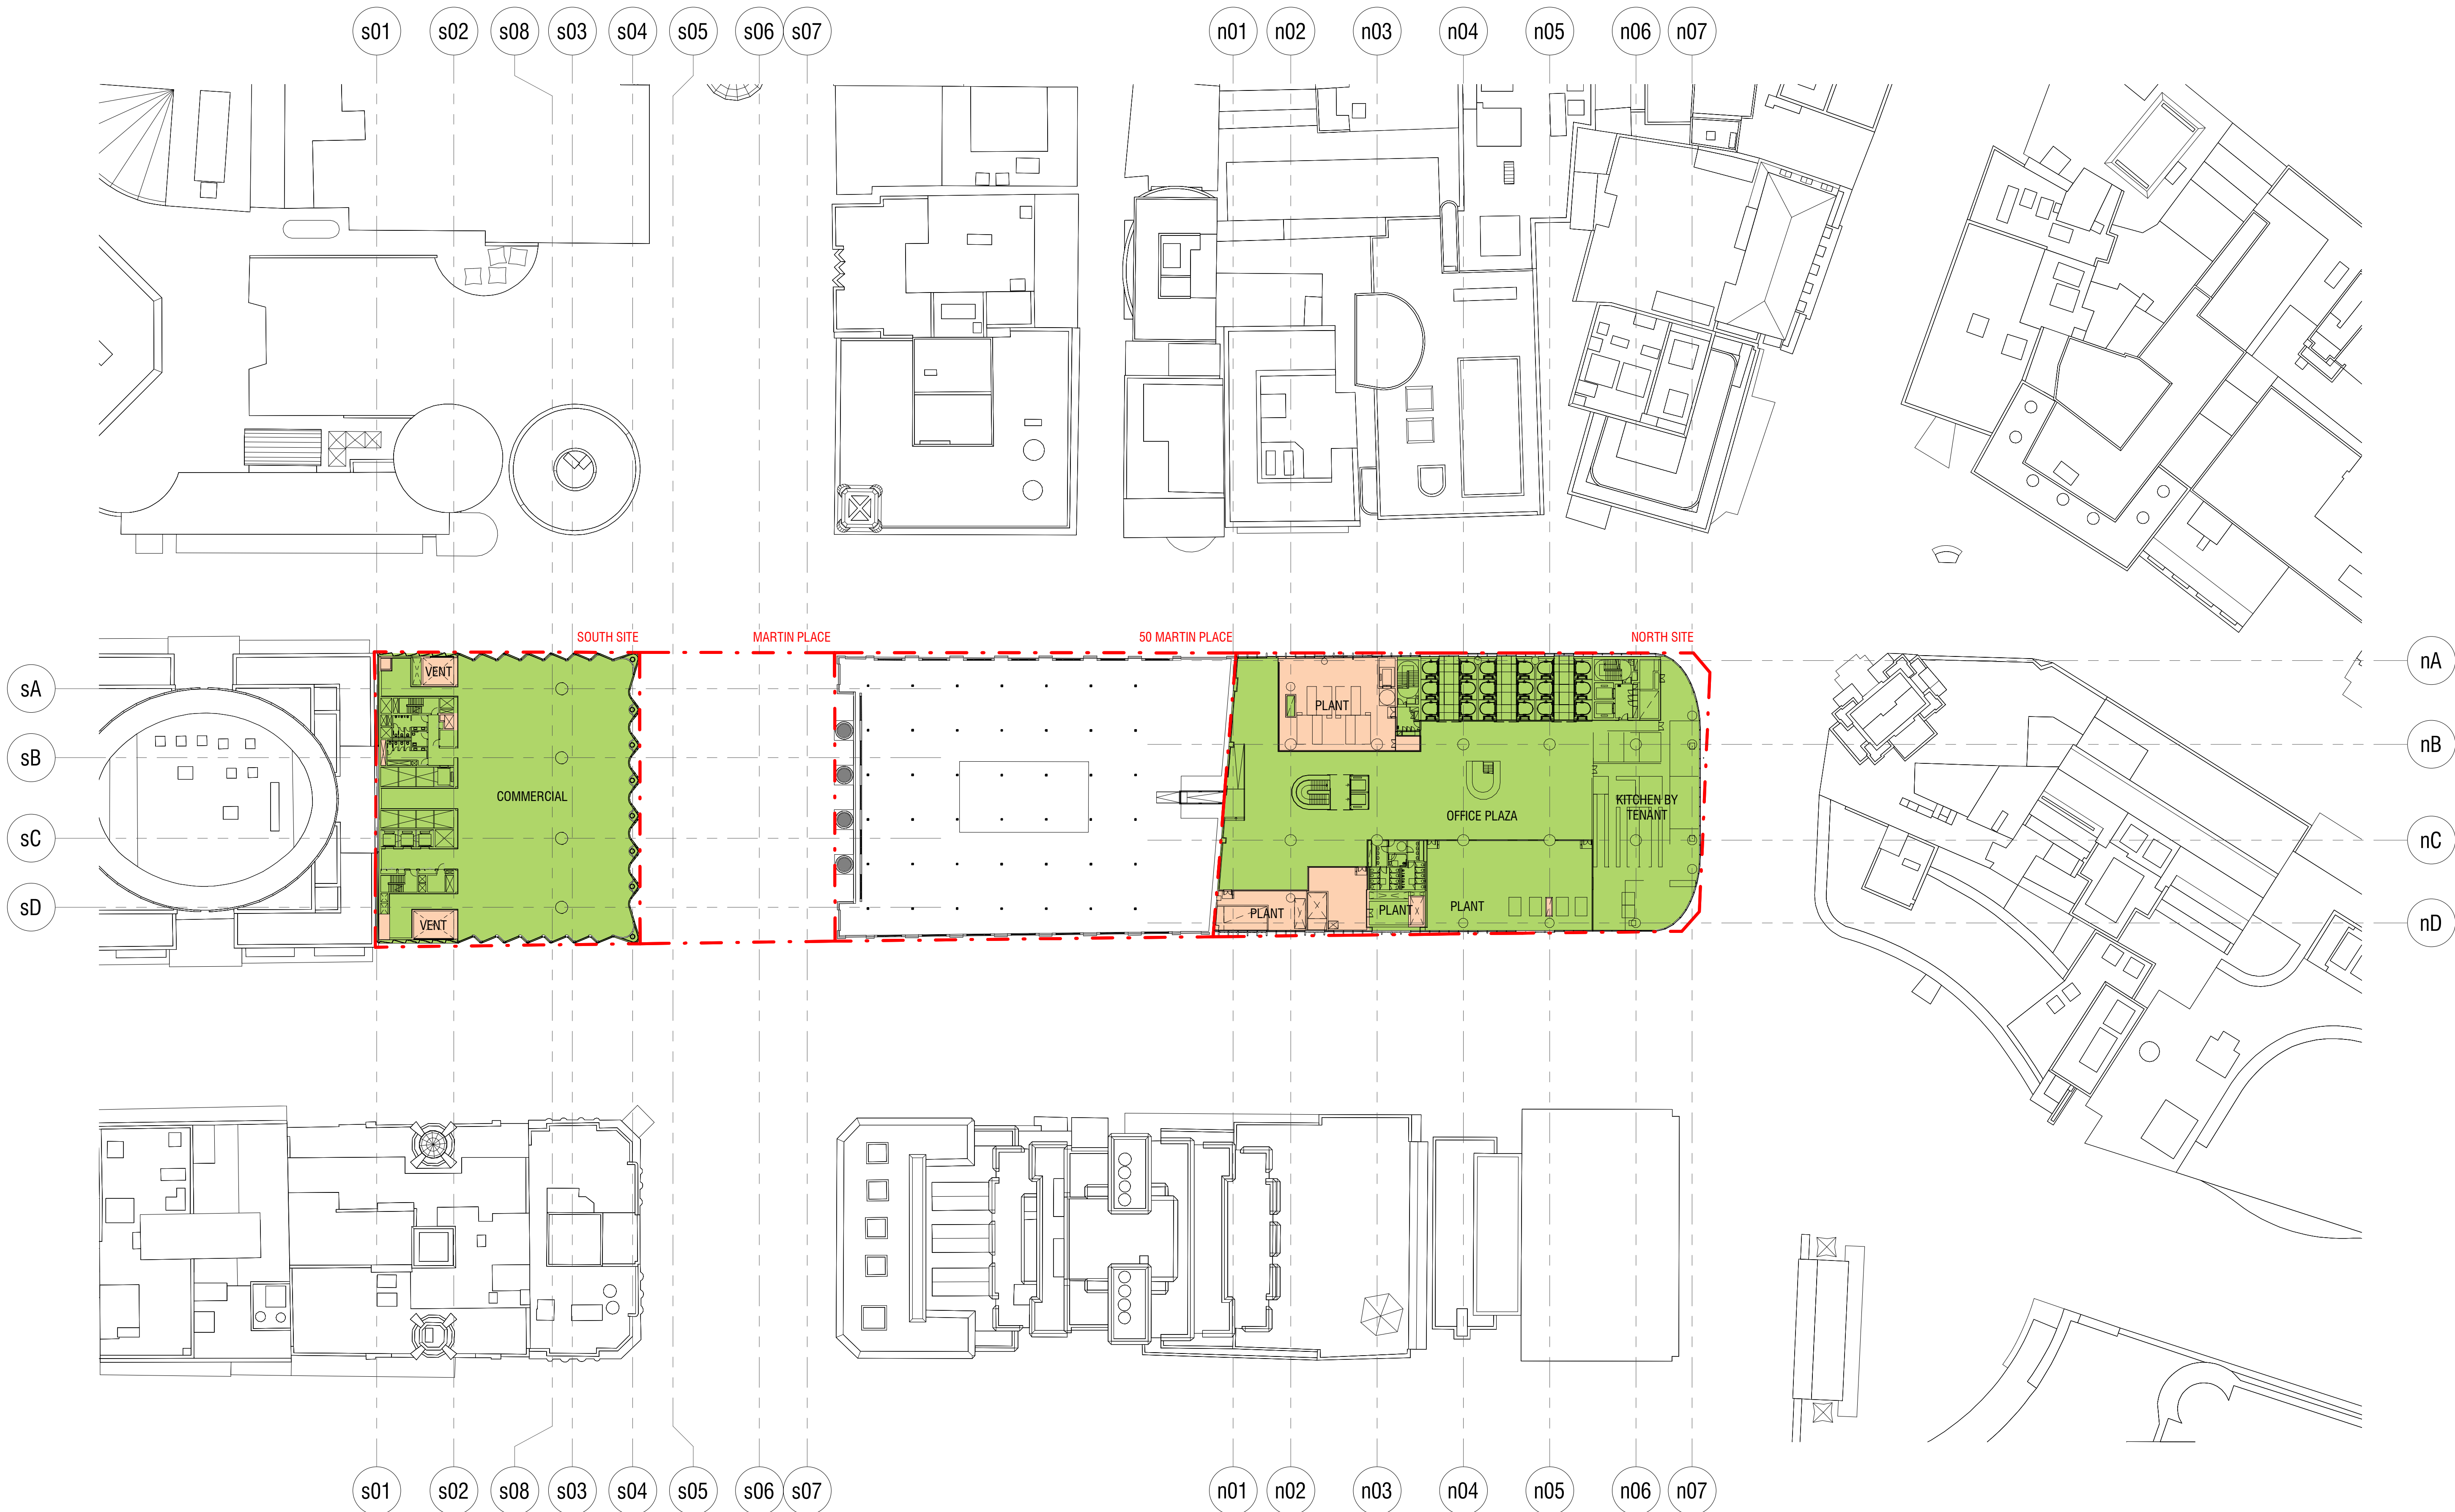 s01 s02 s08 s03 s04 s05 s06 s07 n01 n02 n03 n04 n05 n06 n07
SOUTH SITE MARTIN PLACE 50 MARTIN PLACE NORTH SITE
sA nA
VENT
PLANT
sB nB
COMMERCIAL
KITCHEN BY
TENANT
OFFICE PLAZA
sC nC
sD nD
VENT PLANT PLANT PLANT
s01 s02 s08 s03 s04 s05 s06 s07 n01 n02 n03 n04 n05 n06 n07